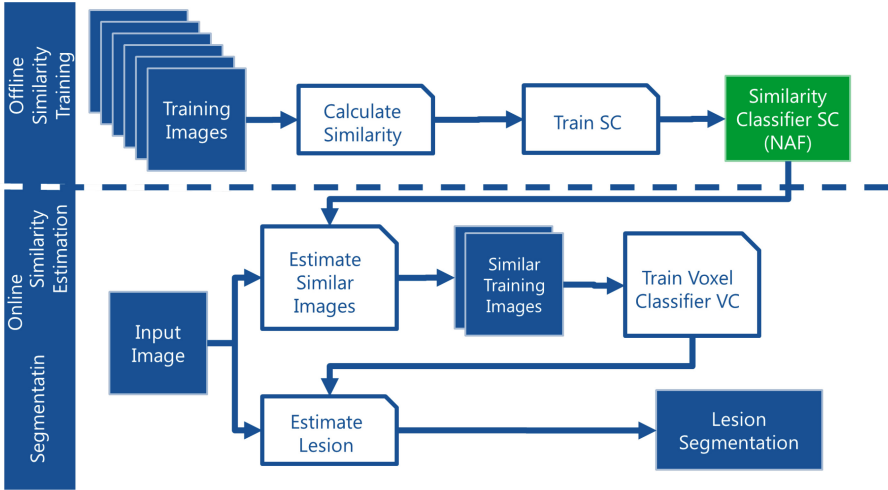 Offline
Similarity
Training
Training
Images
Calculate
Similarity
Train SC
Similarity
Classifier SC
(NAF)
Online
Similarity
Estimation
Segmentatin
Input
Image
Estimate
Similar
Images
Similar
Training
Images
Train Voxel
Classifier VC
Estimate
Lesion
Lesion
Segmentation